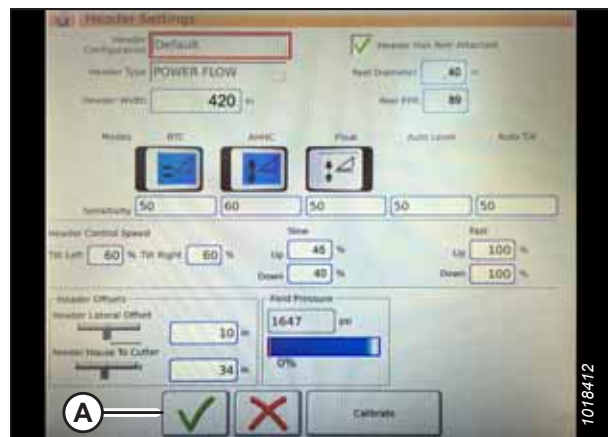 Header Settings
Header Configuration Default
Header Has Reel Attached
Header Type POWER FLOW
Reel Diameter 40 in
Header Width 420 in
Reel PPR 89
Modes RTC AHHC Float Auto Level Auto Tilt
Sensitivity 50 60 50 50 50
Header Control Speed
Slow
Fast
Tilt Left 60 % Tilt Right 60 %
Up 45 %
Up 100 %
Down 40 %
Down 100 %
Header Offsets
Field Pressure
Header Lateral Offset
1647 psi
10 in
Feeder House To Cutter
34 in
0%
A
Calibrate
1018412